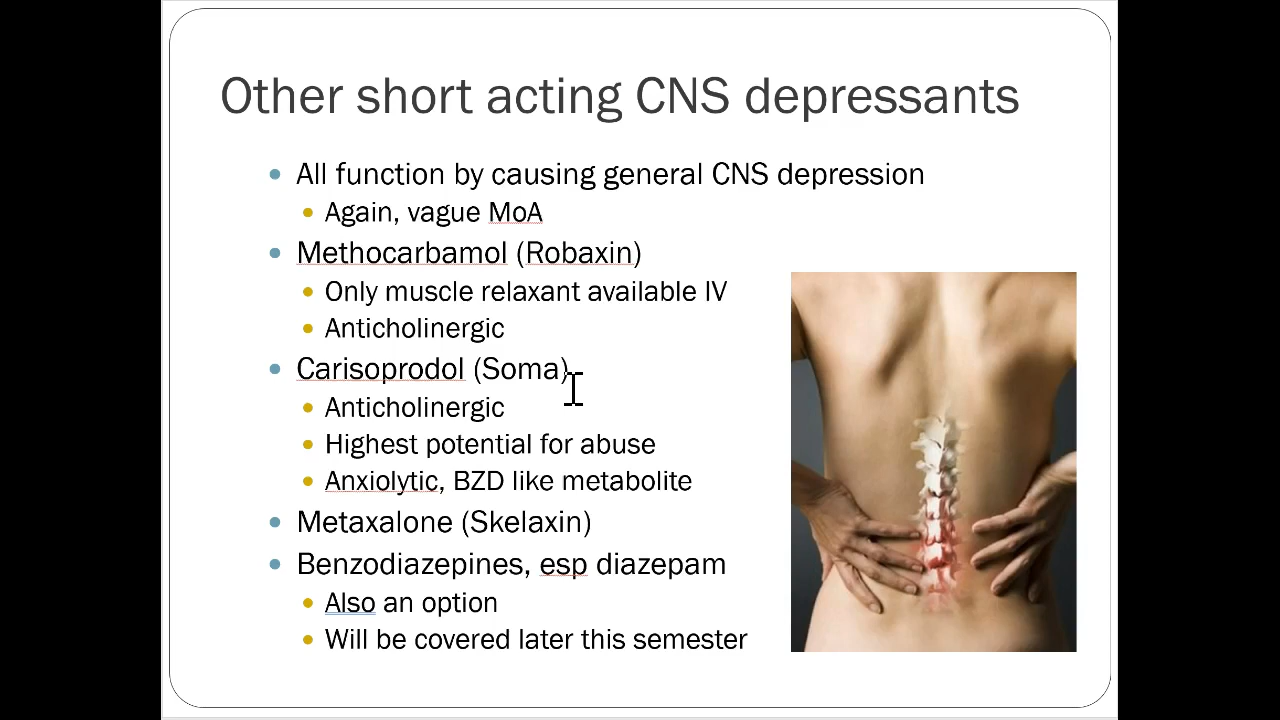 Other short acting CNS depressants
All function by causing general CNS depression
Again, vague MoA
Methocarbamol (Robaxin)
Only muscle relaxant available IV
Anticholinergic
Carisoprodol (Soma)
Anticholinergic
Highest potential for abuse
Anxiolytic, BZD like metabolite
Metaxalone (Skelaxin)
Benzodiazepines, esp diazepam
Also an option
Will be covered later this semester